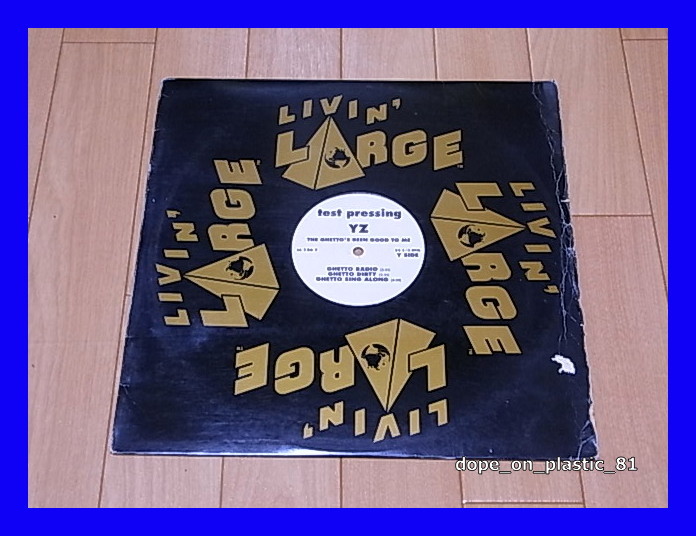 LIVIN'
LARGE
LIVIN'
LARGE
LIVIN'
LARGE
LIVIN'
LARGE
test pressing
YZ
THE GHETTO'S BEEN GOOD TO ME
Y SIDE
GHETTO RADIO
GHETTO DIRTY
GHETTO SING ALONG
dope_on_plastic_81